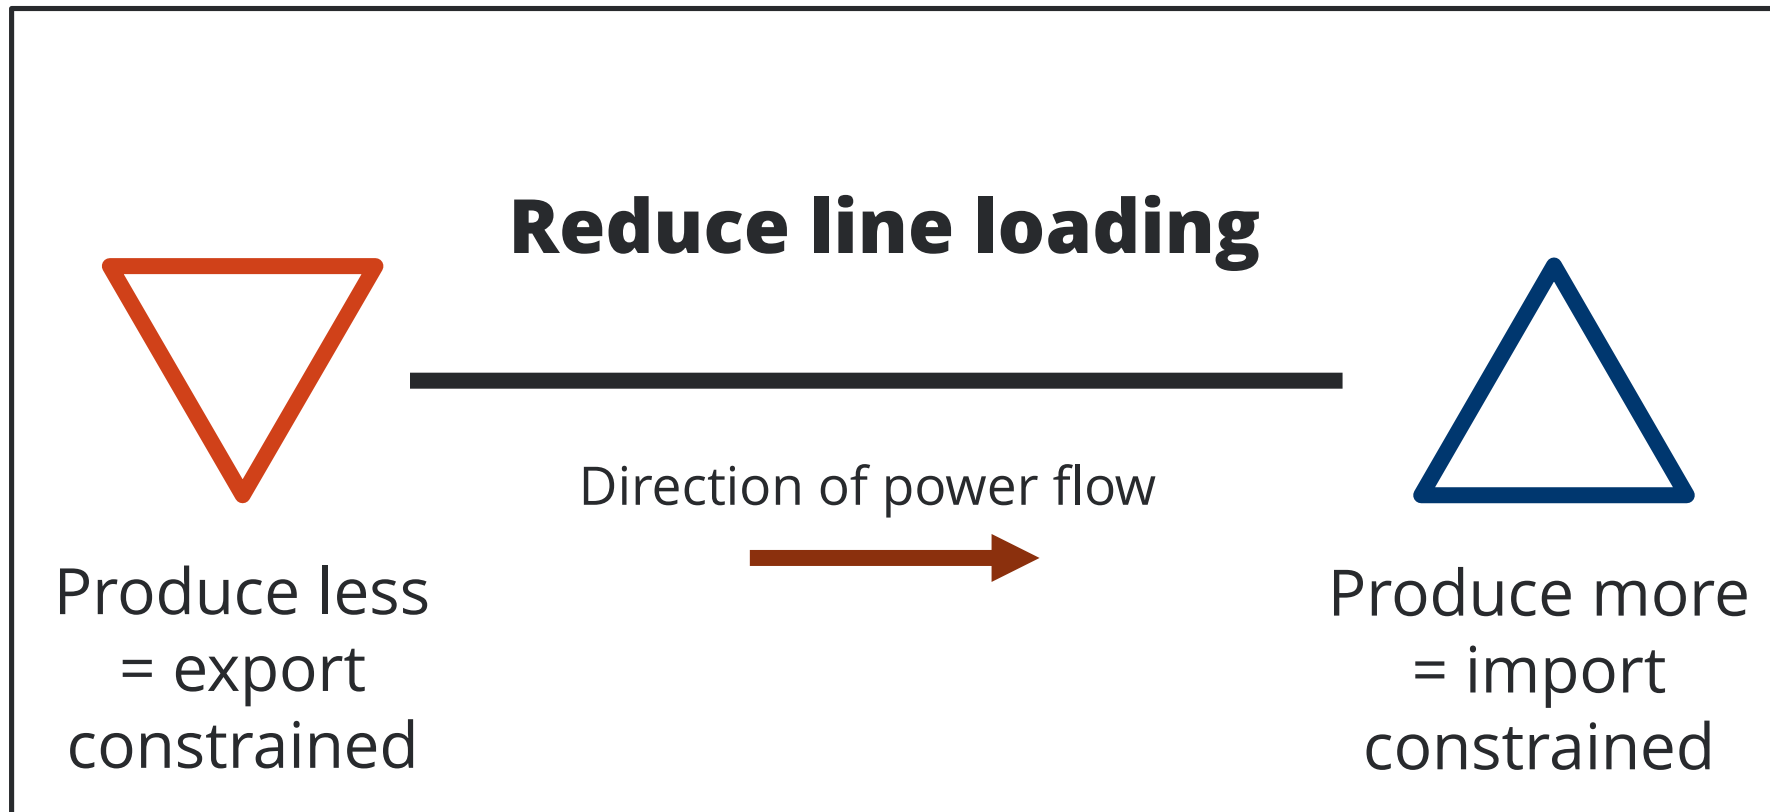 Reduce line loading
Direction of power flow
Produce less
= export
constrained
Produce more
= import
constrained